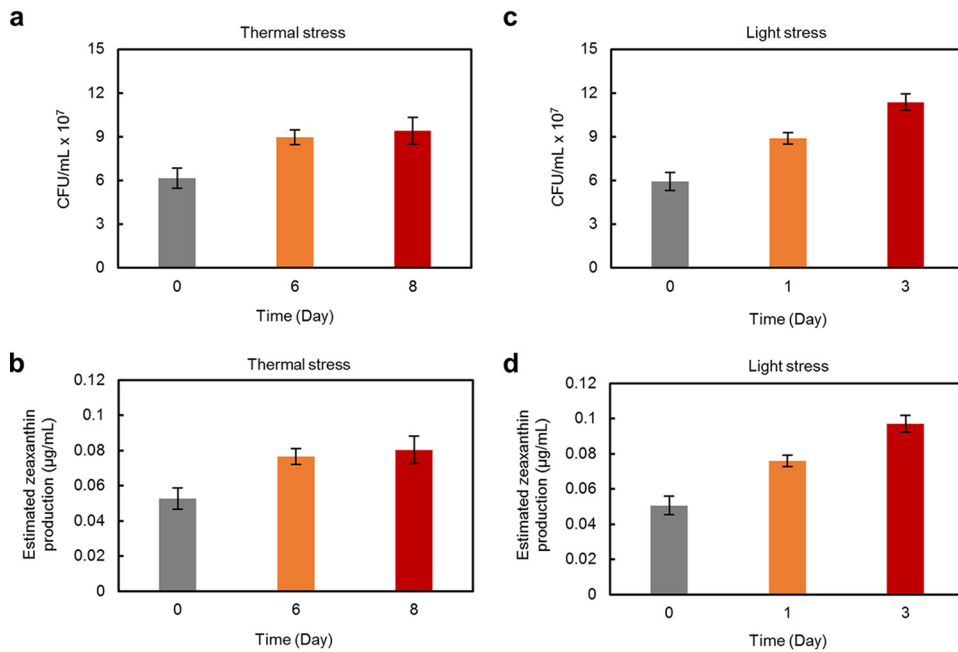 a
Thermal stress
15
12
9
6
3
0
CFU/mL x 10⁷
0 6 8
Time (Day)
c
Light stress
15
12
9
6
3
0
CFU/mL x 10⁷
0 1 3
Time (Day)
b
Thermal stress
0.12
0.1
0.08
0.06
0.04
0.02
0
Estimated zeaxanthin
production (µg/mL)
0 6 8
Time (Day)
d
Light stress
0.12
0.1
0.08
0.06
0.04
0.02
0
Estimated zeaxanthin
production (µg/mL)
0 1 3
Time (Day)